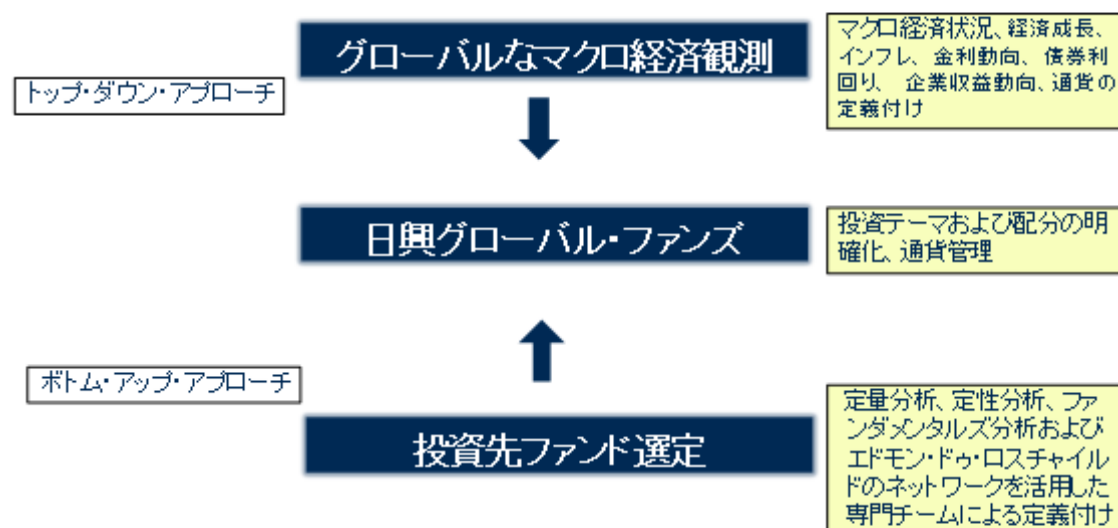 グローバルなマクロ経済観測
マクロ経済状況、経済成長、
インフレ、金利動向、債券利
回り、企業収益動向、通貨の
定義付け
トップ・ダウン・アプローチ
日興グローバル・ファンズ
投資テーマおよび配分の明
確化、通貨管理
ボトム・アップ・アプローチ
投資先ファンド選定
定量分析、定性分析、ファ
ンダメンタルズ分析および
エドモン・ドゥ・ロスチャイル
ドのネットワークを活用した
専門チームによる定義付け